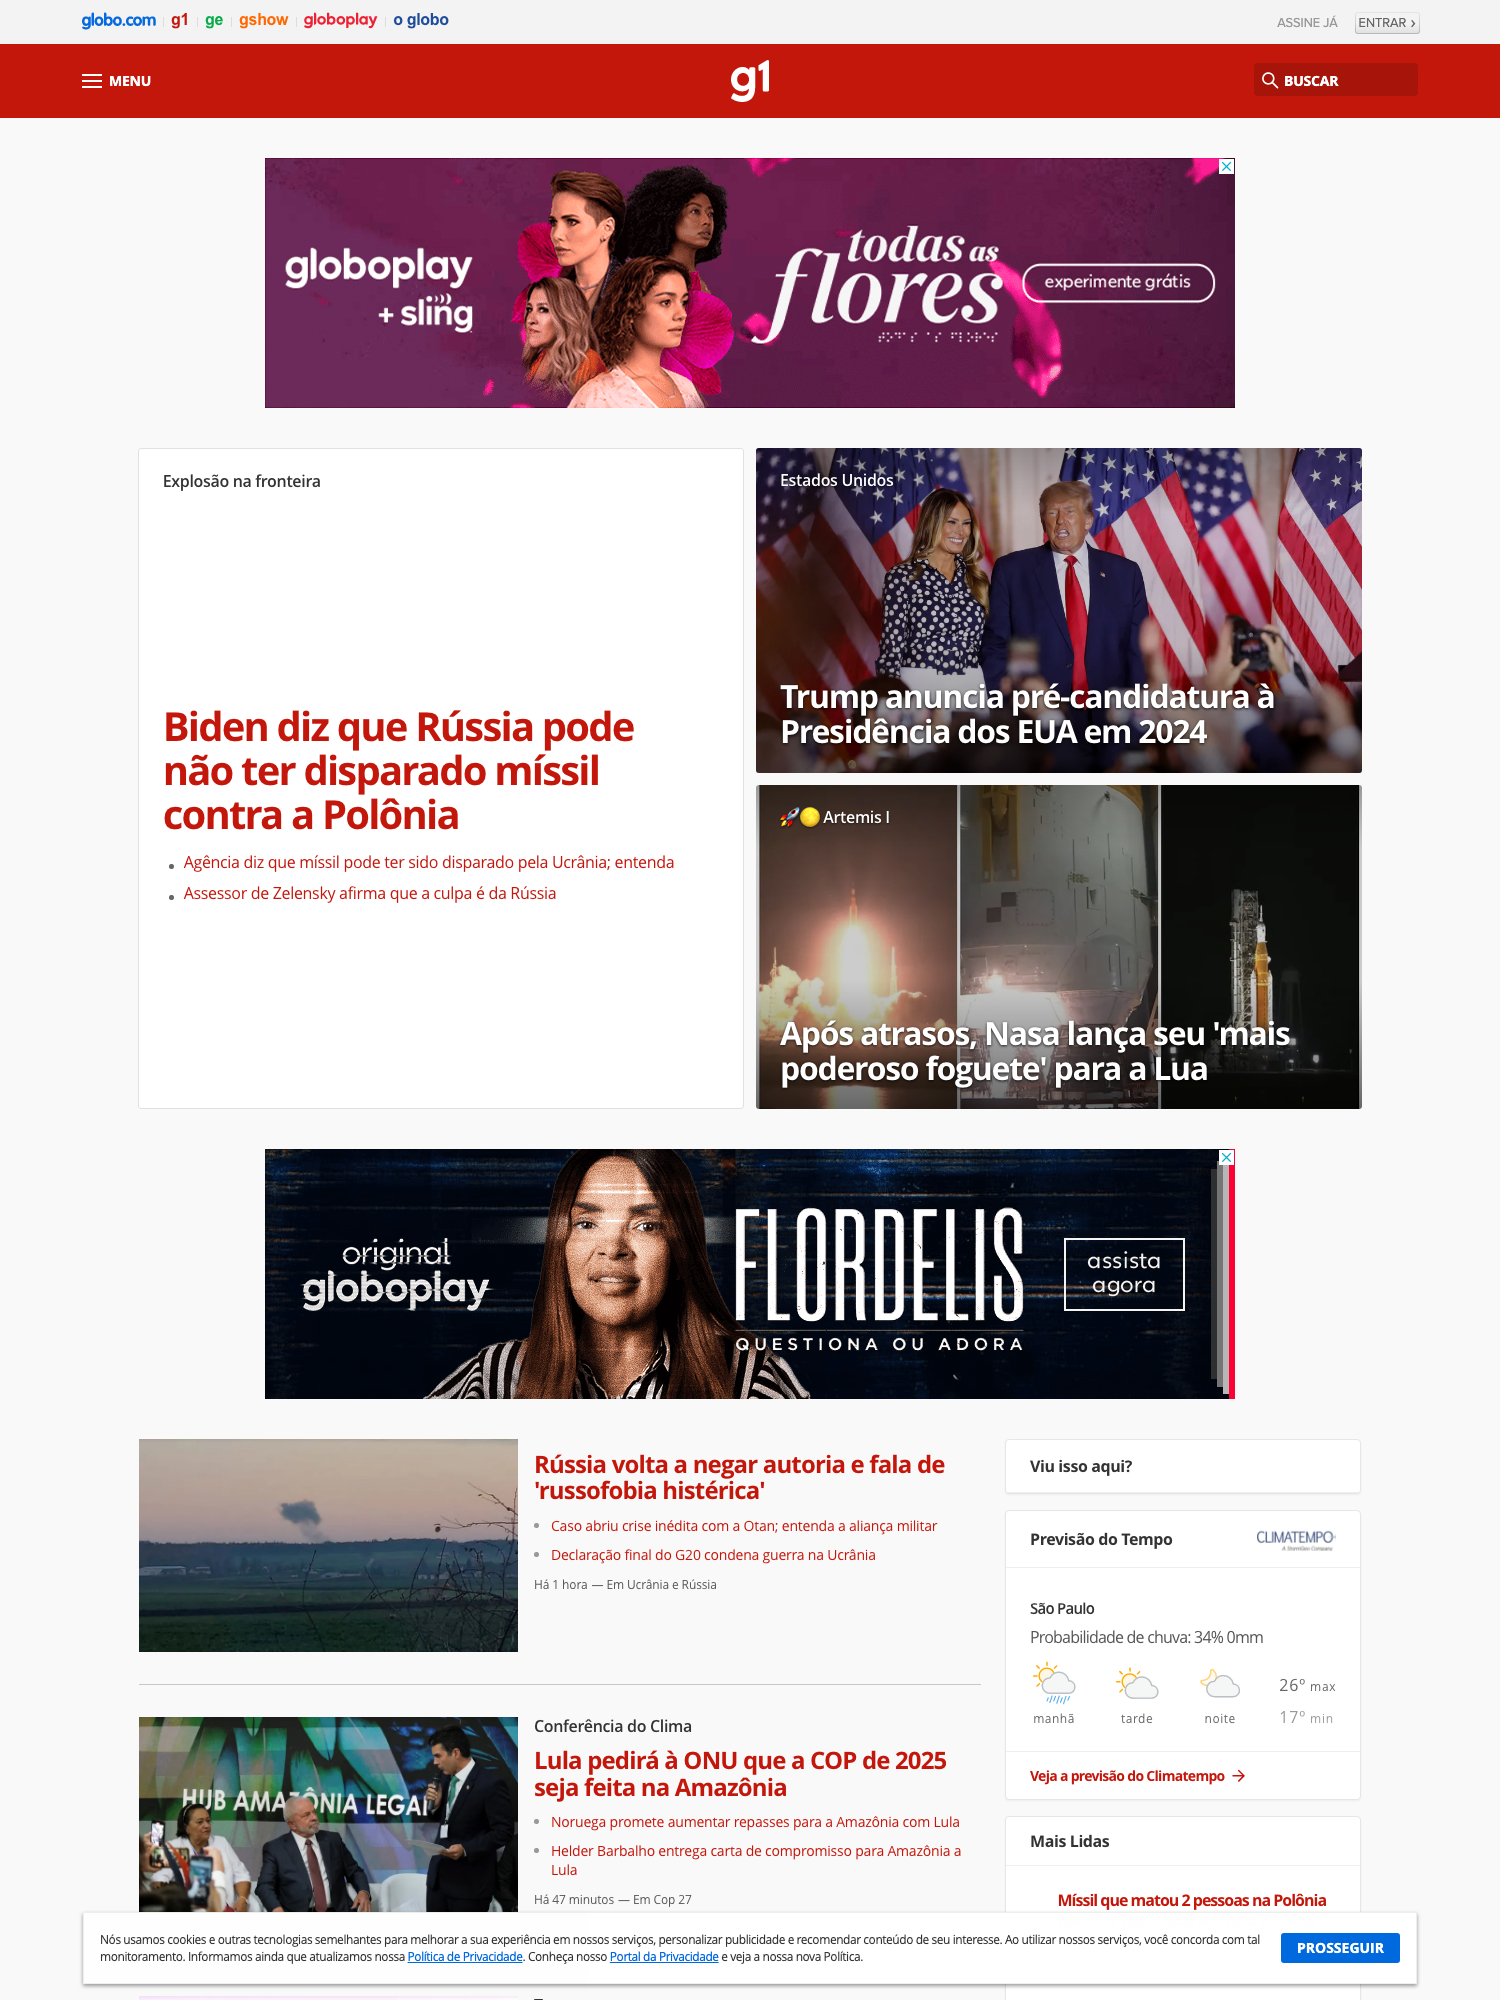 globo.com g1 ge gshow globoplay o globo
ASSINE JÁ ENTRAR ›
MENU
g1
BUSCAR
globoplay
+ sling
todas as
flores
experimente grátis
Explosão na fronteira
Biden diz que Rússia pode
não ter disparado míssil
contra a Polônia
Agência diz que míssil pode ter sido disparado pela Ucrânia; entenda
Assessor de Zelensky afirma que a culpa é da Rússia
Estados Unidos
Trump anuncia pré-candidatura à
Presidência dos EUA em 2024
🚀🌕 Artemis I
Após atrasos, Nasa lança seu 'mais
poderoso foguete' para a Lua
original
globoplay
FLORDELIS
QUESTIONA OU ADORA
assista
agora
Rússia volta a negar autoria e fala de
'russofobia histérica'
Caso abriu crise inédita com a Otan; entenda a aliança militar
Declaração final do G20 condena guerra na Ucrânia
Há 1 hora — Em Ucrânia e Rússia
HUB AMAZÔNIA LEGAL
Conferência do Clima
Lula pedirá à ONU que a COP de 2025
seja feita na Amazônia
Noruega promete aumentar repasses para a Amazônia com Lula
Helder Barbalho entrega carta de compromisso para Amazônia a
Lula
Há 47 minutos — Em Cop 27
Viu isso aqui?
Previsão do Tempo
CLIMATEMPO
A StormGeo Company
São Paulo
Probabilidade de chuva: 34% 0mm
manhã tarde noite
26° max
17° min
Veja a previsão do Climatempo →
Mais Lidas
Míssil que matou 2 pessoas na Polônia
Nós usamos cookies e outras tecnologias semelhantes para melhorar a sua experiência em nossos serviços, personalizar publicidade e recomendar conteúdo de seu interesse. Ao utilizar nossos serviços, você concorda com tal
monitoramento. Informamos ainda que atualizamos nossa Política de Privacidade. Conheça nosso Portal da Privacidade e veja a nossa nova Política.
PROSSEGUIR